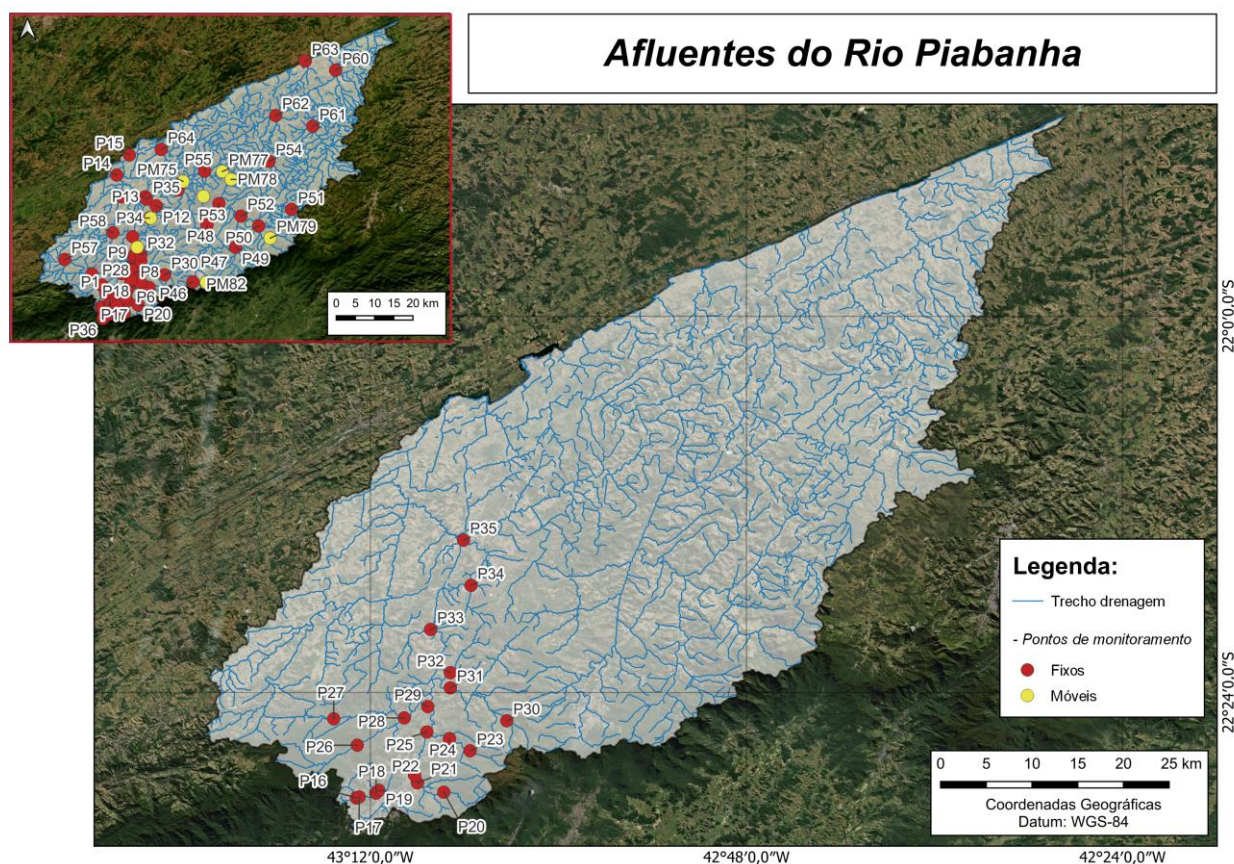 Afluentes do Rio Piabanha
P63
P60
P62
P61
P15
P64
P14
P55
PM77
P54
PM75
PM78
P35
P13
P51
P58
P34
P12
P53
P52
PM79
P57
P9
P32
P48
P50
P49
P1
P28
P8
P30
P47
P18
P6
P46
PM82
P17
P20
P36
0 5 10 15 20 km
22°0'0,0"S
P35
P34
P33
P32
P31
P27
P29
P30
P28
P26
P25
P24
P23
P22
P21
P16
P18
P19
P17
P20
22°24'0,0"S
Legenda:
Trecho drenagem
- Pontos de monitoramento
Fixos
Móveis
0 5 10 15 20 25 km
Coordenadas Geográficas
Datum: WGS-84
43°12'0,0"W
42°48'0,0"W
42°24'0,0"W